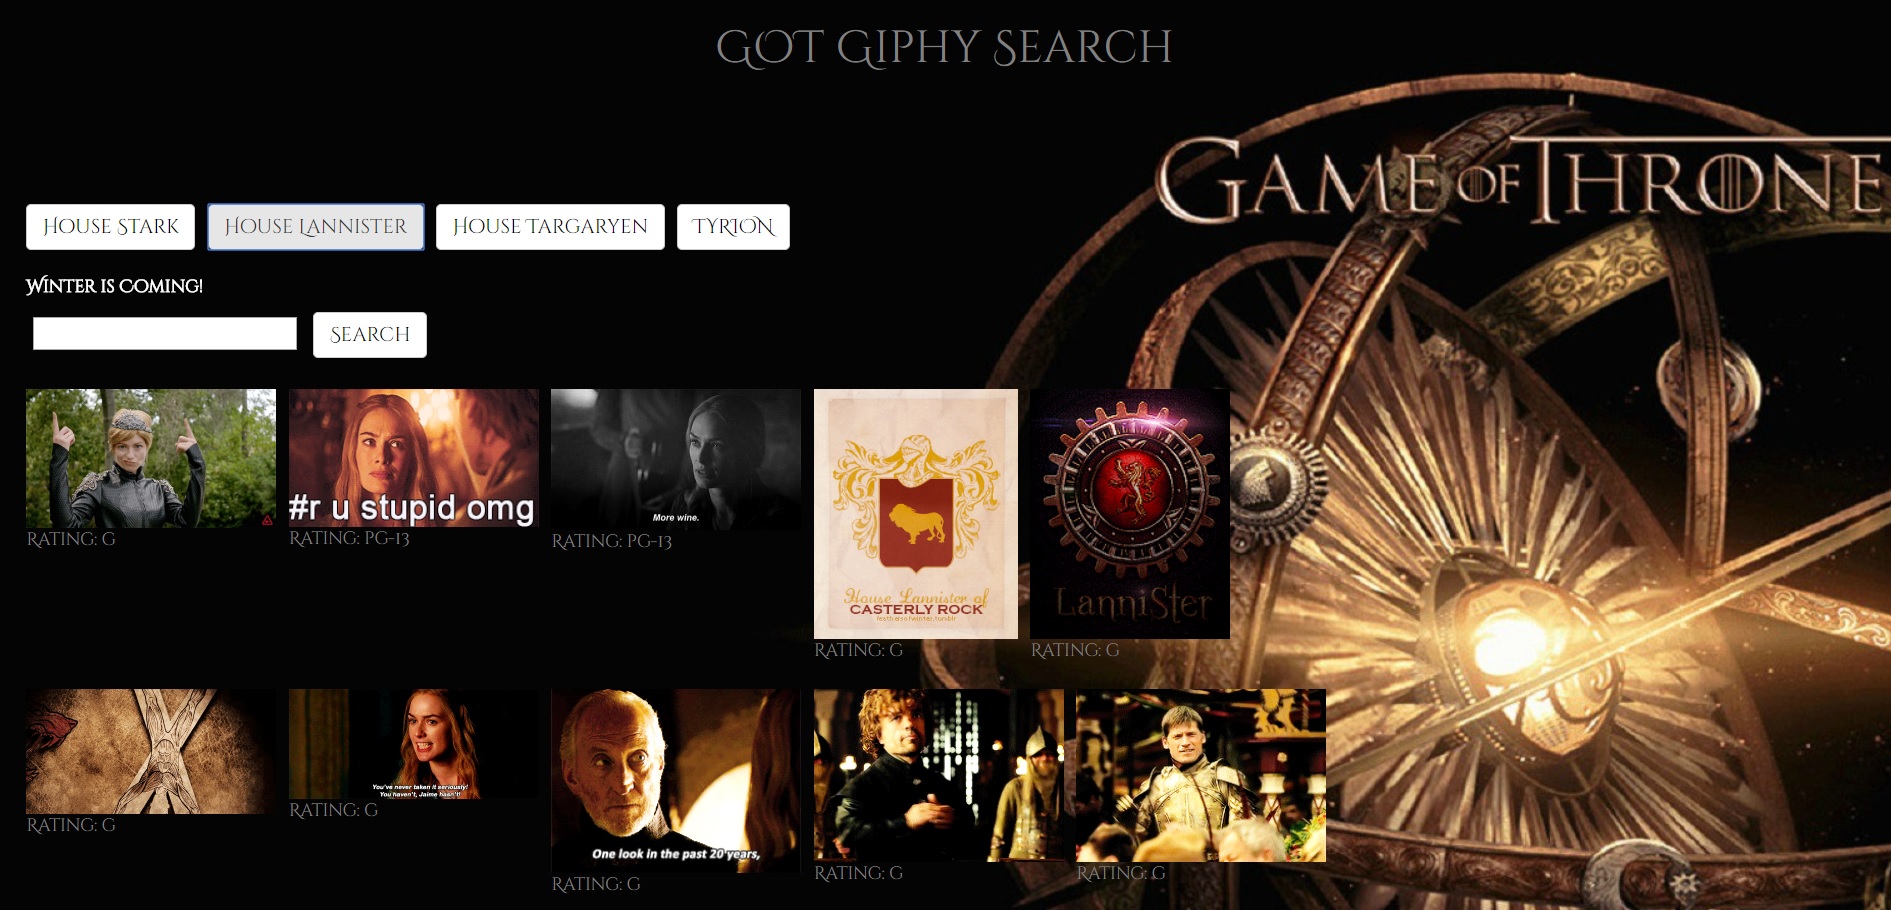 GOT Giphy Search
GAME OF THRONE
House Stark
House Lannister
House Targaryen
Tyrion
Winter is Coming!
Search
#r u stupid omg
More wine.
House Lannister of
CASTERLY ROCK
LanniSter
Rating: G
Rating: PG-13
Rating: PG-13
Rating: G
Rating: G
You've never taken it seriously!
You haven't, Jaime hasn't!
One look in the past 20 years,
Rating: G
Rating: G
Rating: G
Rating: G
Rating: G